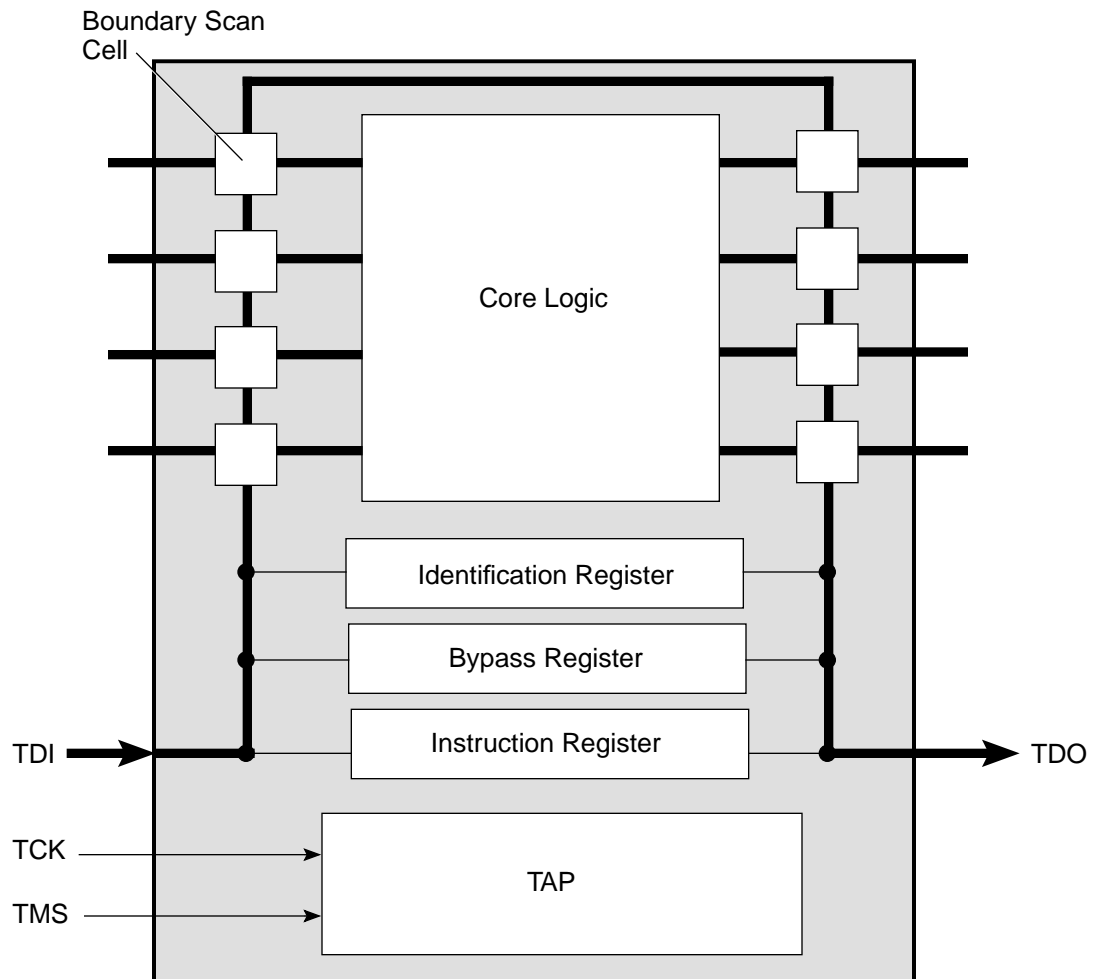 Boundary Scan
Cell
Core Logic
Identification Register
Bypass Register
Instruction Register
TDI
TDO
TCK
TAP
TMS